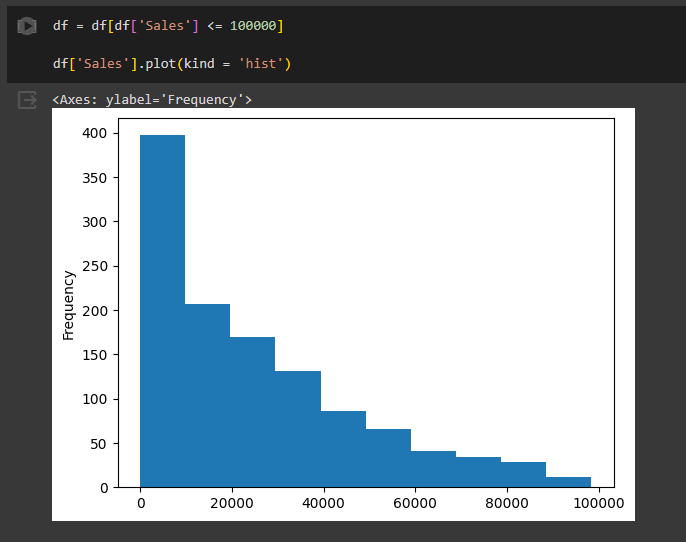 df = df[df['Sales'] <= 100000]
df['Sales'].plot(kind = 'hist')
<Axes: ylabel='Frequency'>
400
350
300
250
200
150
100
50
0
Frequency
0 20000 40000 60000 80000 100000